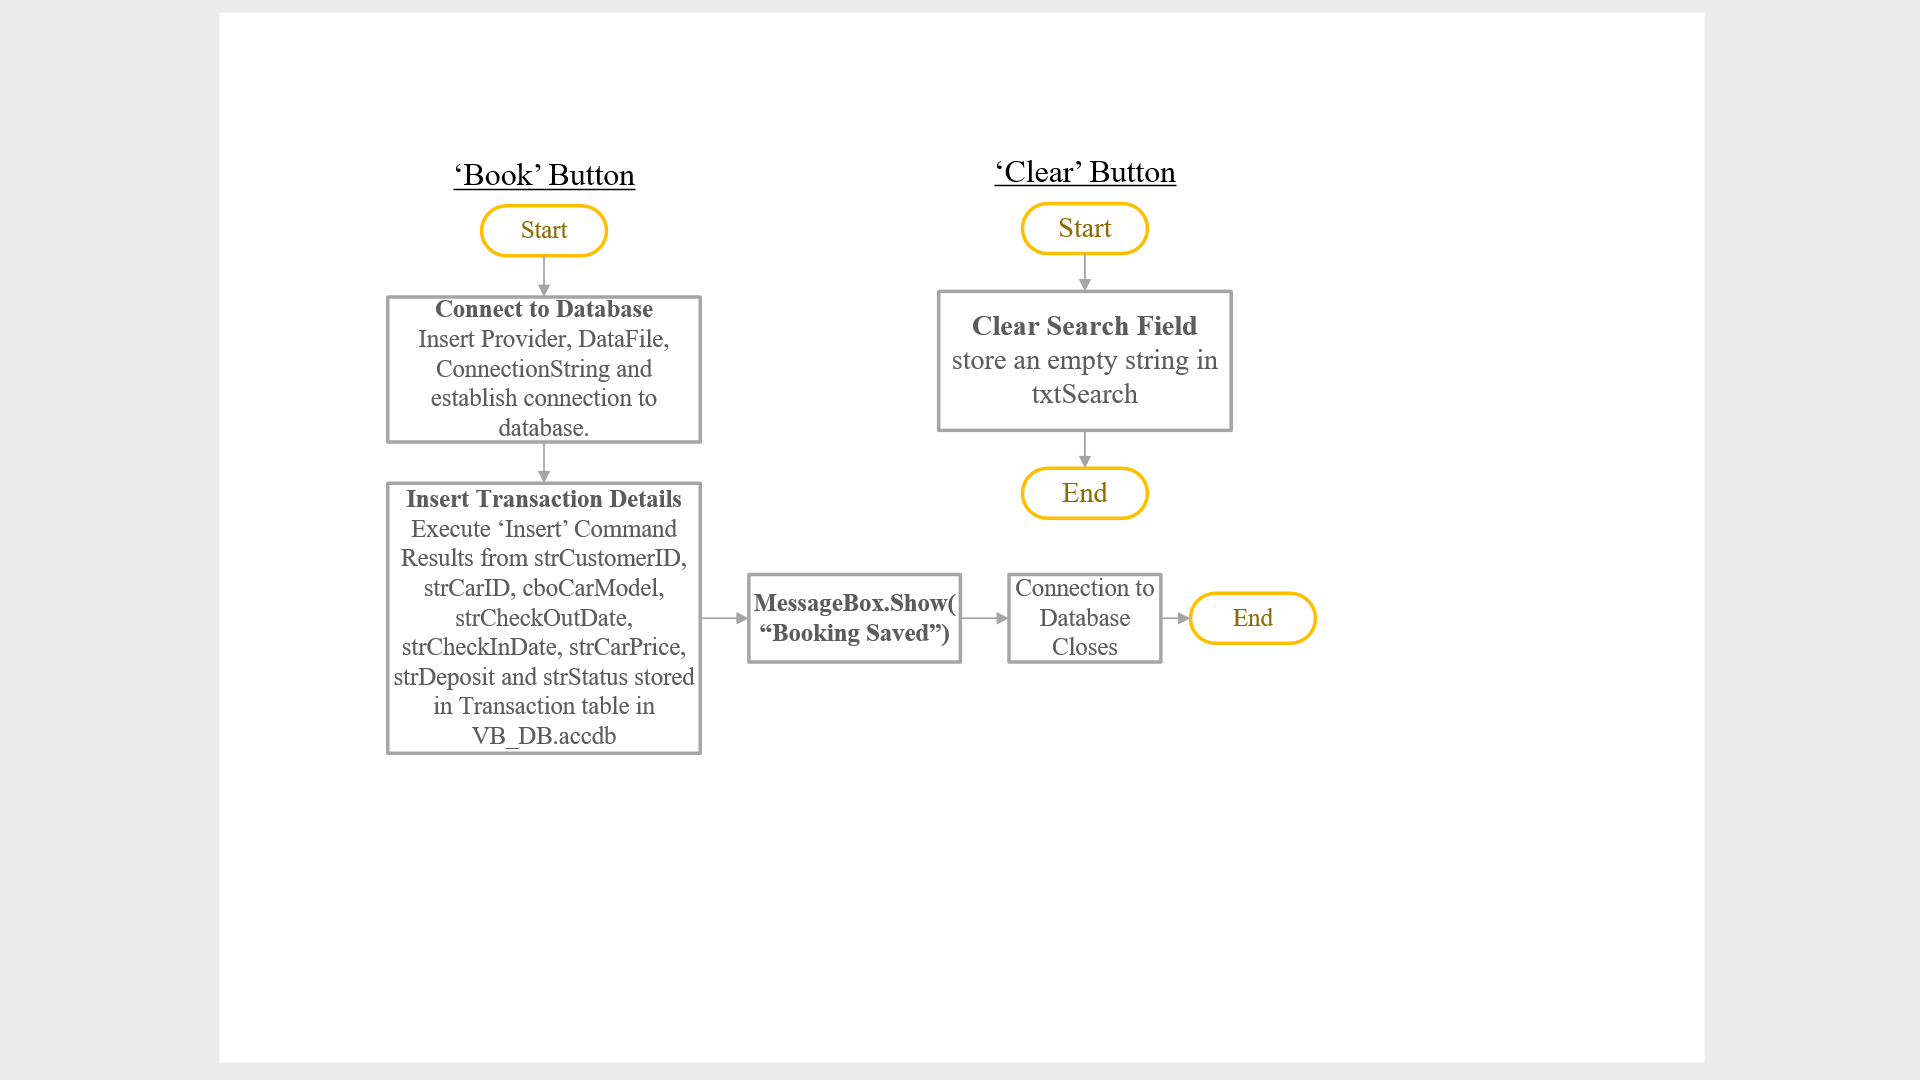 ‘Book’ Button
Start
Connect to Database
Insert Provider, DataFile,
ConnectionString and
establish connection to
database.
Insert Transaction Details
Execute ‘Insert’ Command
Results from strCustomerID,
strCarID, cboCarModel,
strCheckOutDate,
strCheckInDate, strCarPrice,
strDeposit and strStatus stored
in Transaction table in
VB_DB.accdb
MessageBox.Show(
“Booking Saved”)
Connection to
Database
Closes
End
‘Clear’ Button
Start
Clear Search Field
store an empty string in
txtSearch
End